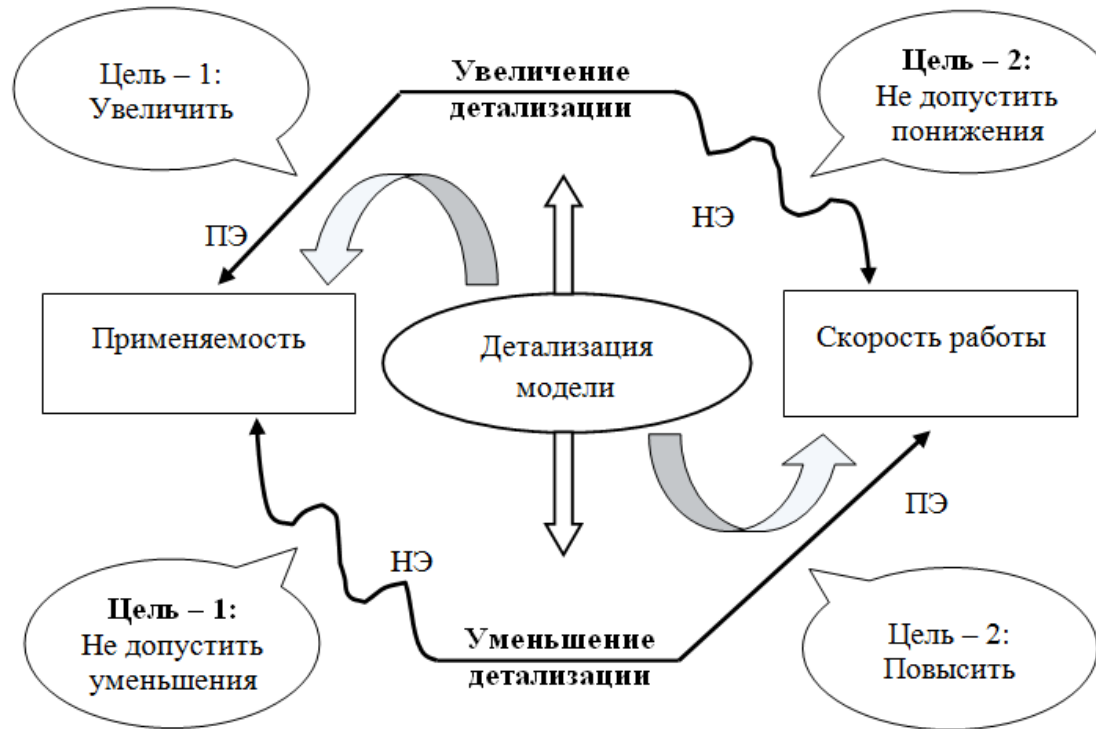 Цель – 1:
Увеличить
Увеличение
детализации
Цель – 2:
Не допустить
понижения
ПЭ
НЭ
Применяемость
Детализация
модели
Скорость работы
ПЭ
НЭ
Цель – 1:
Не допустить
уменьшения
Уменьшение
детализации
Цель – 2:
Повысить